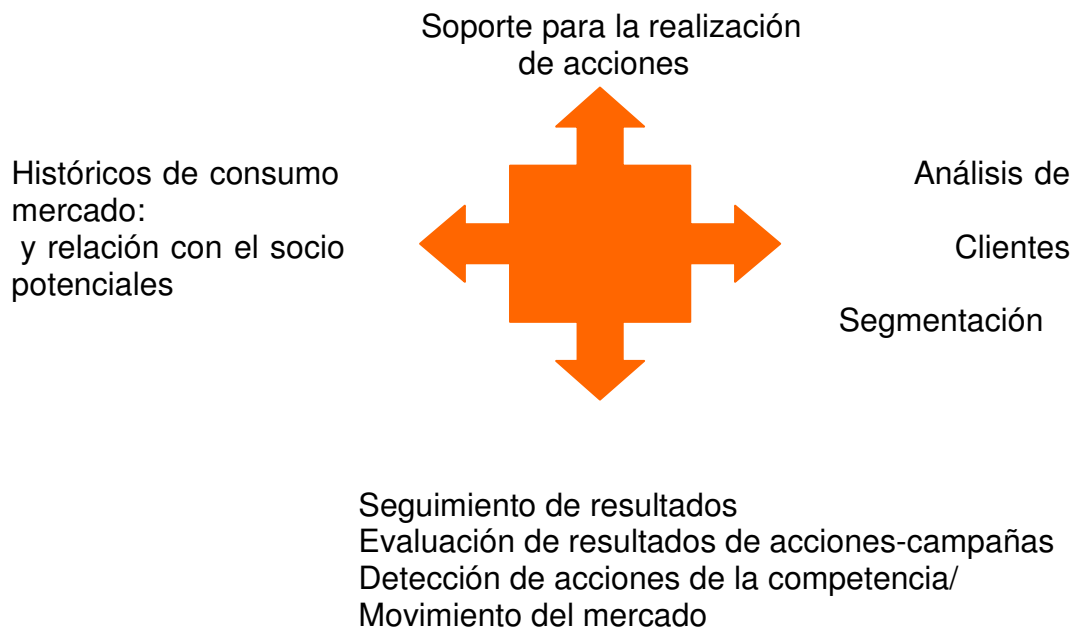 Soporte para la realización
de acciones
Históricos de consumo
mercado:
y relación con el socio
potenciales
Análisis de
Clientes
Segmentación
Seguimiento de resultados
Evaluación de resultados de acciones-campañas
Detección de acciones de la competencia/
Movimiento del mercado